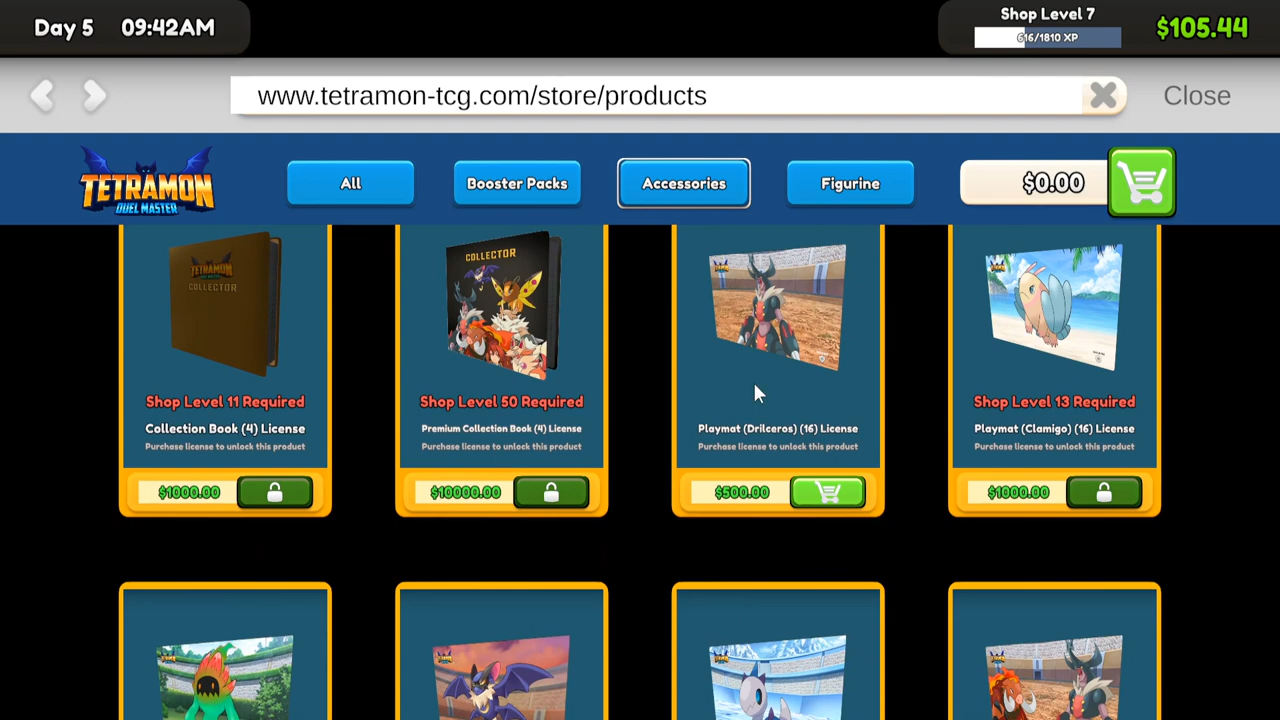 Day 5 09:42AM
Shop Level 7
616/1810 XP
$105.44
www.tetramon-tcg.com/store/products
Close
TETRAMON
DUEL MASTER
All
Booster Packs
Accessories
Figurine
$0.00
TETRAMON
COLLECTOR
Shop Level 11 Required
Collection Book (4) License
Purchase license to unlock this product
$1000.00
COLLECTOR
Shop Level 50 Required
Premium Collection Book (4) License
Purchase license to unlock this product
$10000.00
Playmat (Drilceros) (16) License
Purchase license to unlock this product
$500.00
Shop Level 13 Required
Playmat (Clamigo) (16) License
Purchase license to unlock this product
$1000.00